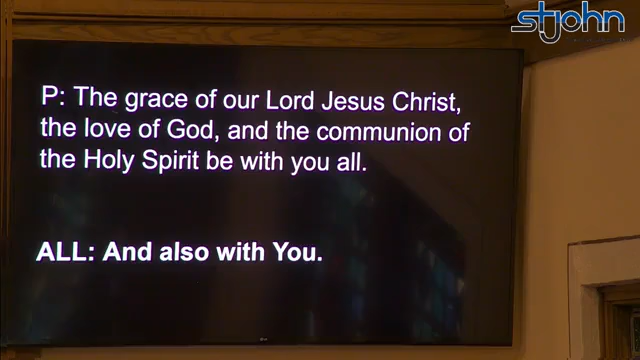 stjohn
P: The grace of our Lord Jesus Christ,
the love of God, and the communion of
the Holy Spirit be with you all.
ALL: And also with You.